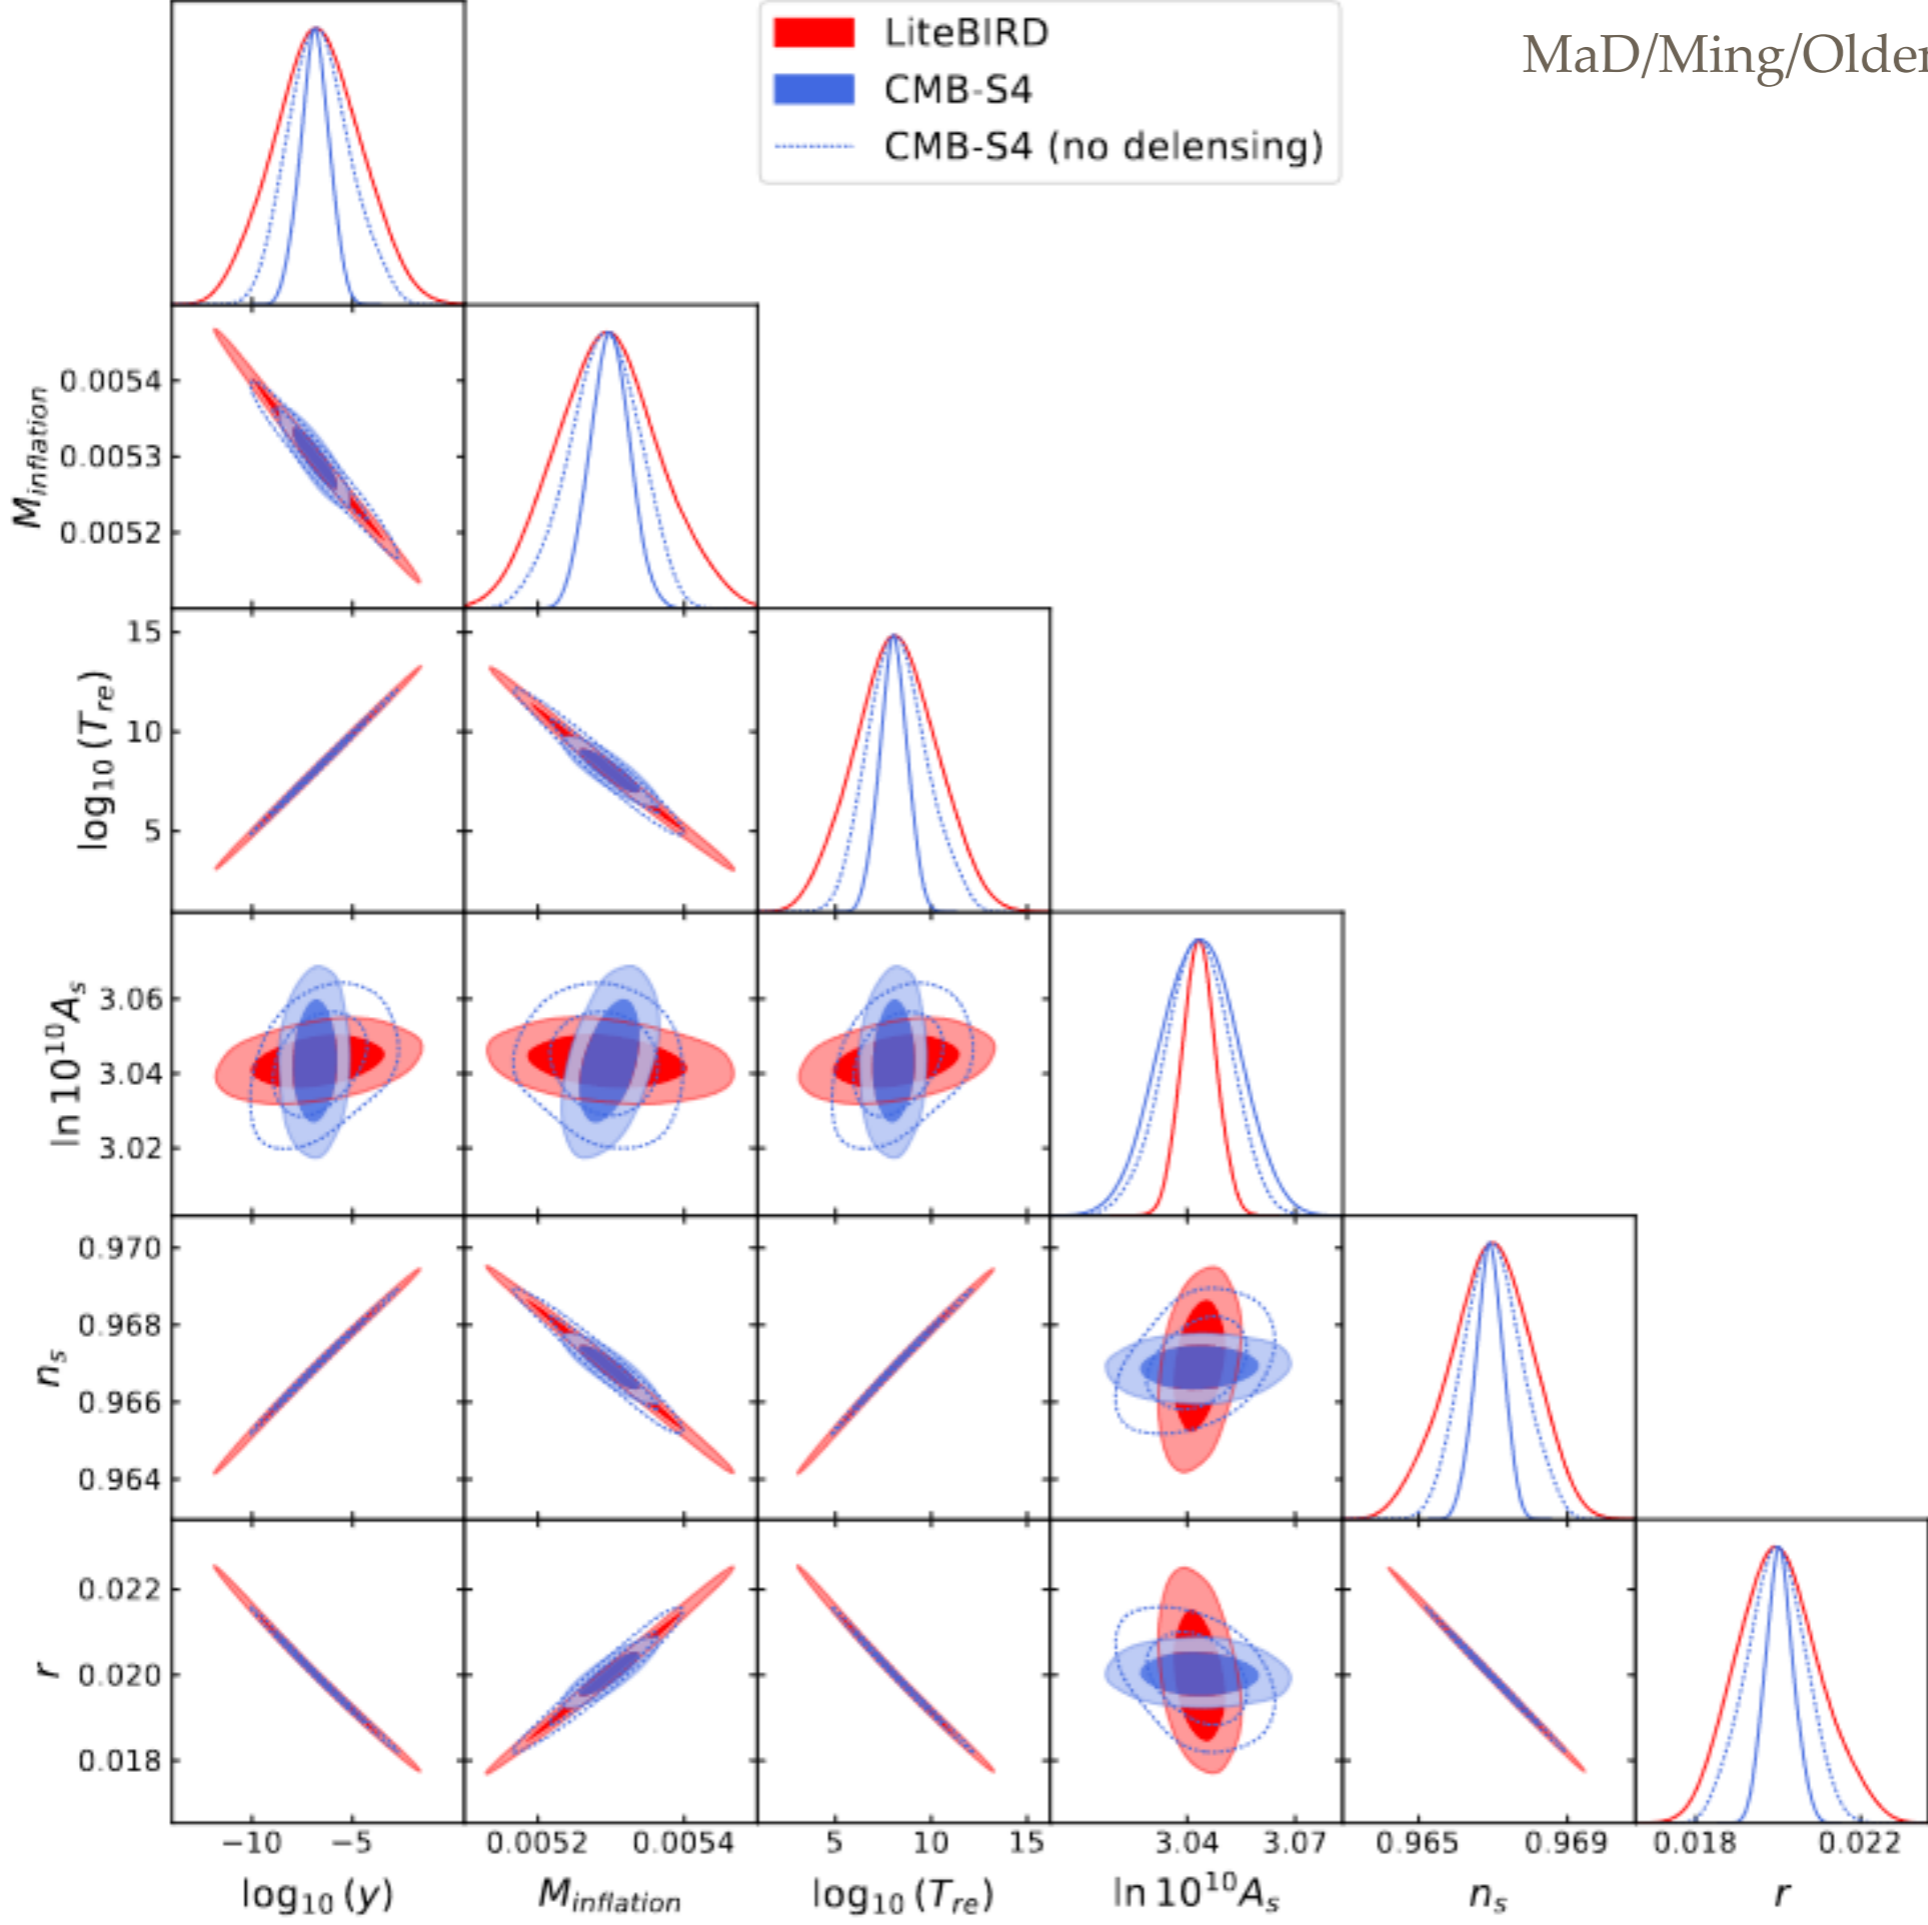 LiteBIRD
CMB-S4
CMB-S4 (no delensing)
MaD/Ming/Older
0.0054
0.0053
0.0052
M_inflation
15
10
5
log₁₀(T_re)
3.06
3.04
3.02
ln 10¹⁰A_s
0.970
0.968
0.966
0.964
n_s
0.022
0.020
0.018
r
−10 −5 0.0052 0.0054 5 10 15 3.04 3.07 0.965 0.969 0.018 0.022
log₁₀(y) M_inflation log₁₀(T_re) ln 10¹⁰A_s n_s r